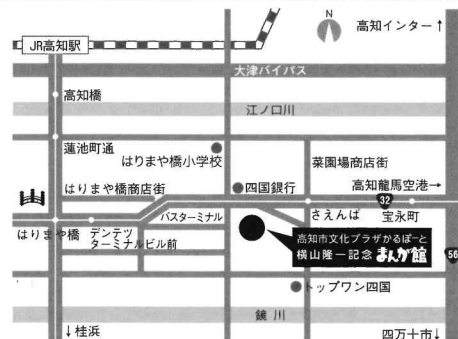 N
高知インター↑
JR高知駅
大津バイパス
高知橋
江ノ口川
蓮池町通
はりまや橋小学校
菜園場商店街
はりまや橋商店街
四国銀行
高知龍馬空港→
32
バスターミナル
さえんば
宝永町
はりまや橋
デンテツ
ターミナルビル前
高知市文化プラザかるぽーと
横山隆一記念 まんが館
56
トップワン四国
鏡川
↓桂浜
四万十市↓